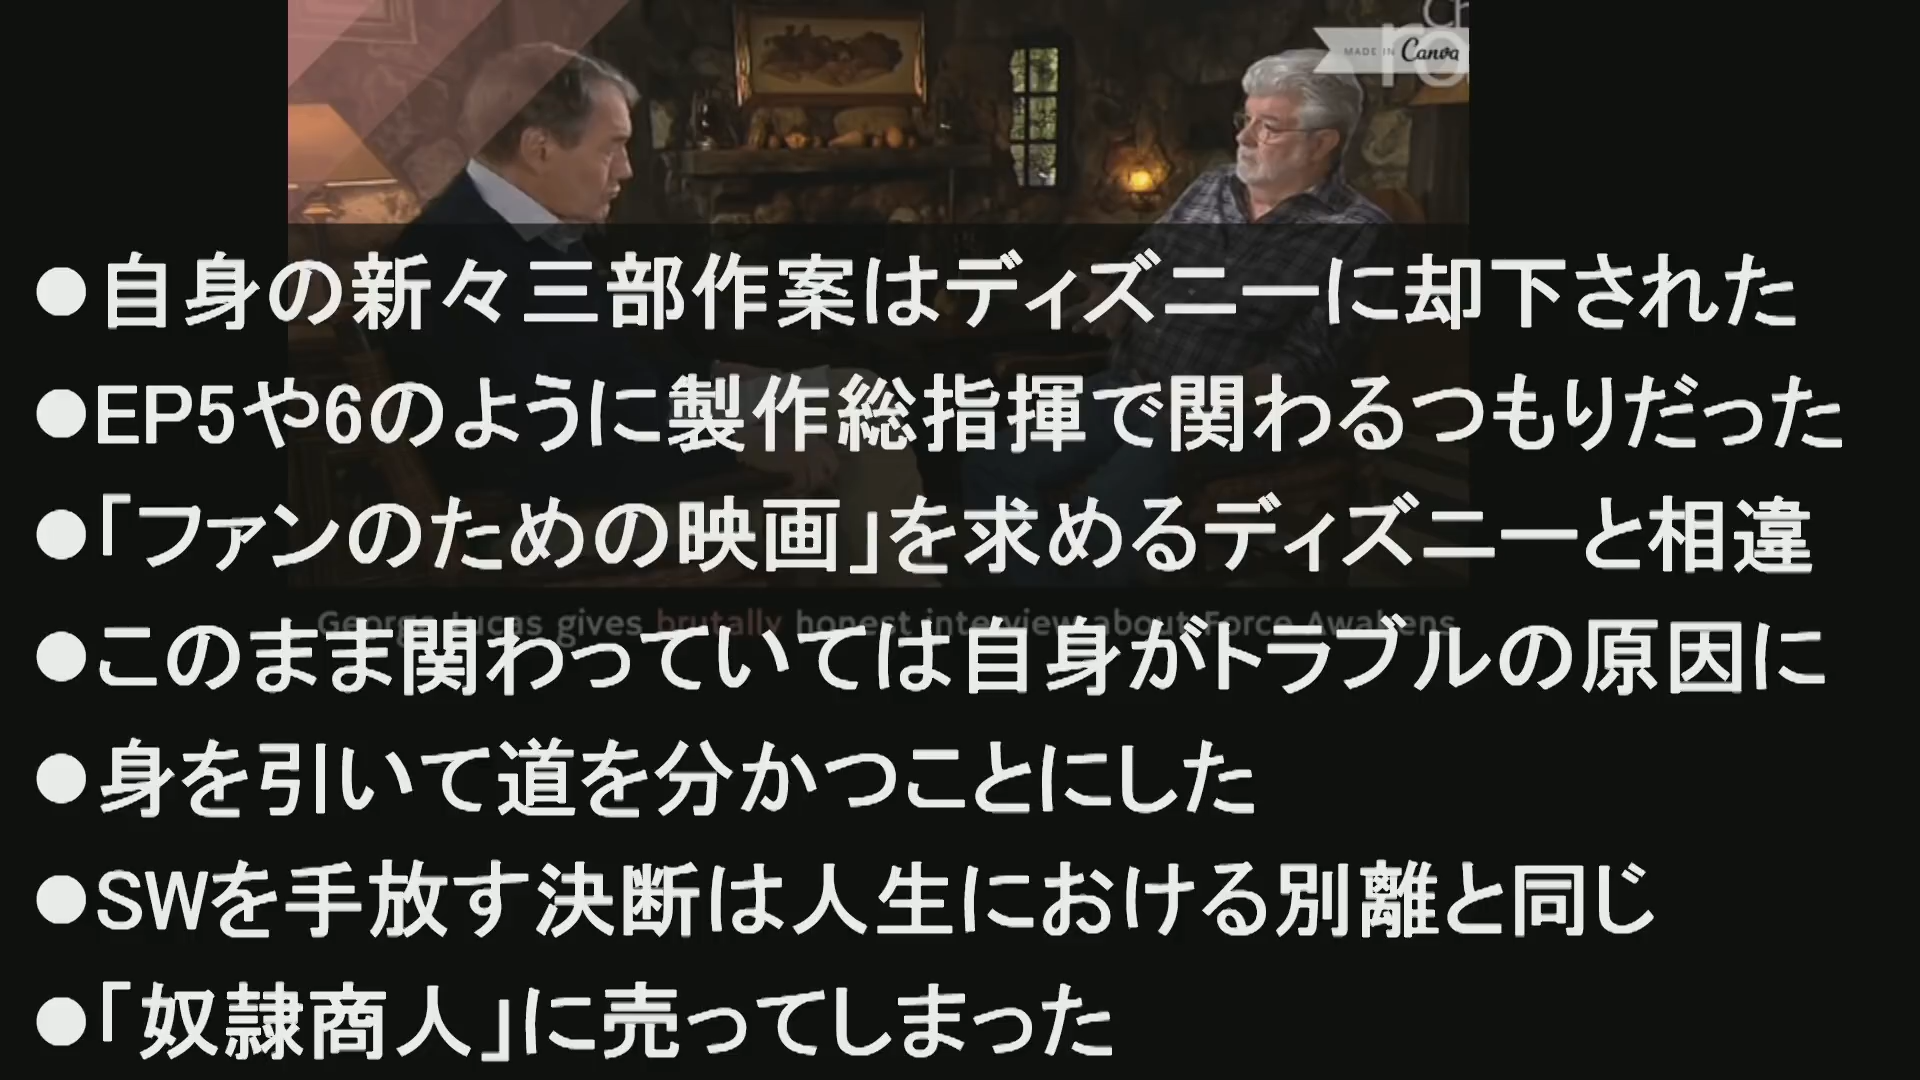 Ch
MADE IN Canva
ro
●自身の新々三部作案はディズニーに却下された
●EP5や6のように製作総指揮で関わるつもりだった
●「ファンのための映画」を求めるディズニーと相違
George Lucas gives brutally honest interview about Force Awakens
●このまま関わっていては自身がトラブルの原因に
●身を引いて道を分かつことにした
●SWを手放す決断は人生における別離と同じ
●「奴隷商人」に売ってしまった